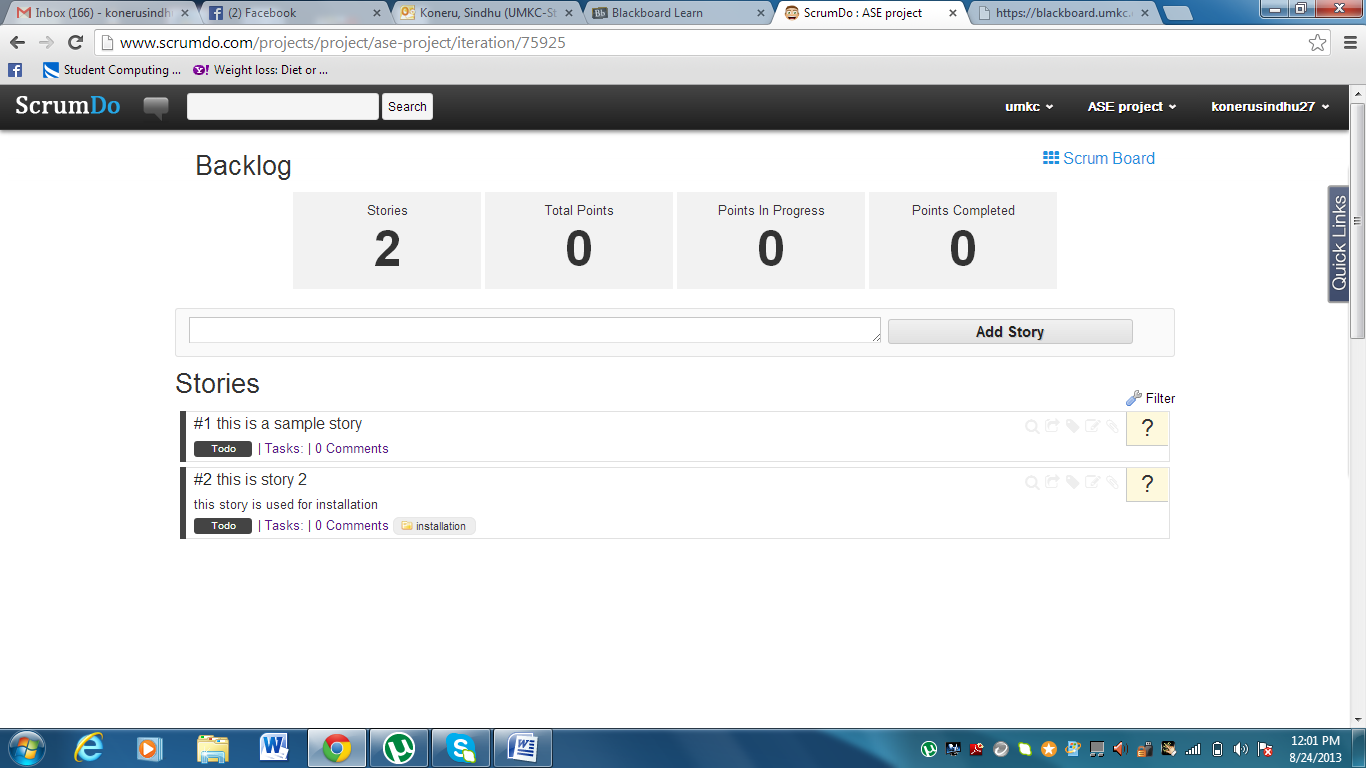 Inbox (166) - konerusindh
(2) Facebook
Koneru, Sindhu (UMKC-St
Blackboard Learn
ScrumDo : ASE project
https://blackboard.umkc.
www.scrumdo.com/projects/project/ase-project/iteration/75925
Student Computing ...
Weight loss: Diet or ...
ScrumDo
Search
umkc
ASE project
konerusindhu27
Backlog
Scrum Board
Stories
Total Points
Points In Progress
Points Completed
2
0
0
0
Quick Links
Add Story
Stories
Filter
#1 this is a sample story
?
Todo | Tasks: | 0 Comments
#2 this is story 2
?
this story is used for installation
Todo | Tasks: | 0 Comments installation
12:01 PM
8/24/2013